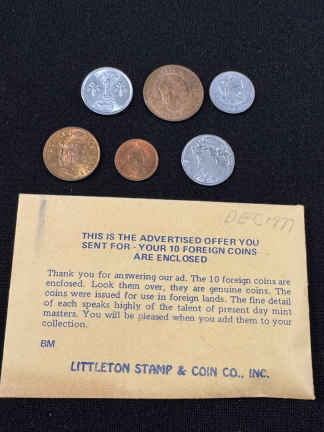 DEC 1977
THIS IS THE ADVERTISED OFFER YOU
SENT FOR - YOUR 10 FOREIGN COINS
ARE ENCLOSED
Thank you for answering our ad. The 10 foreign coins are
enclosed. Look them over, they are genuine coins. The
coins were issued for use in foreign lands. The fine detail
of each speaks highly of the talent of present day mint
masters. You will be pleased when you add them to your
collection.
BM
LITTLETON STAMP & COIN CO., INC.